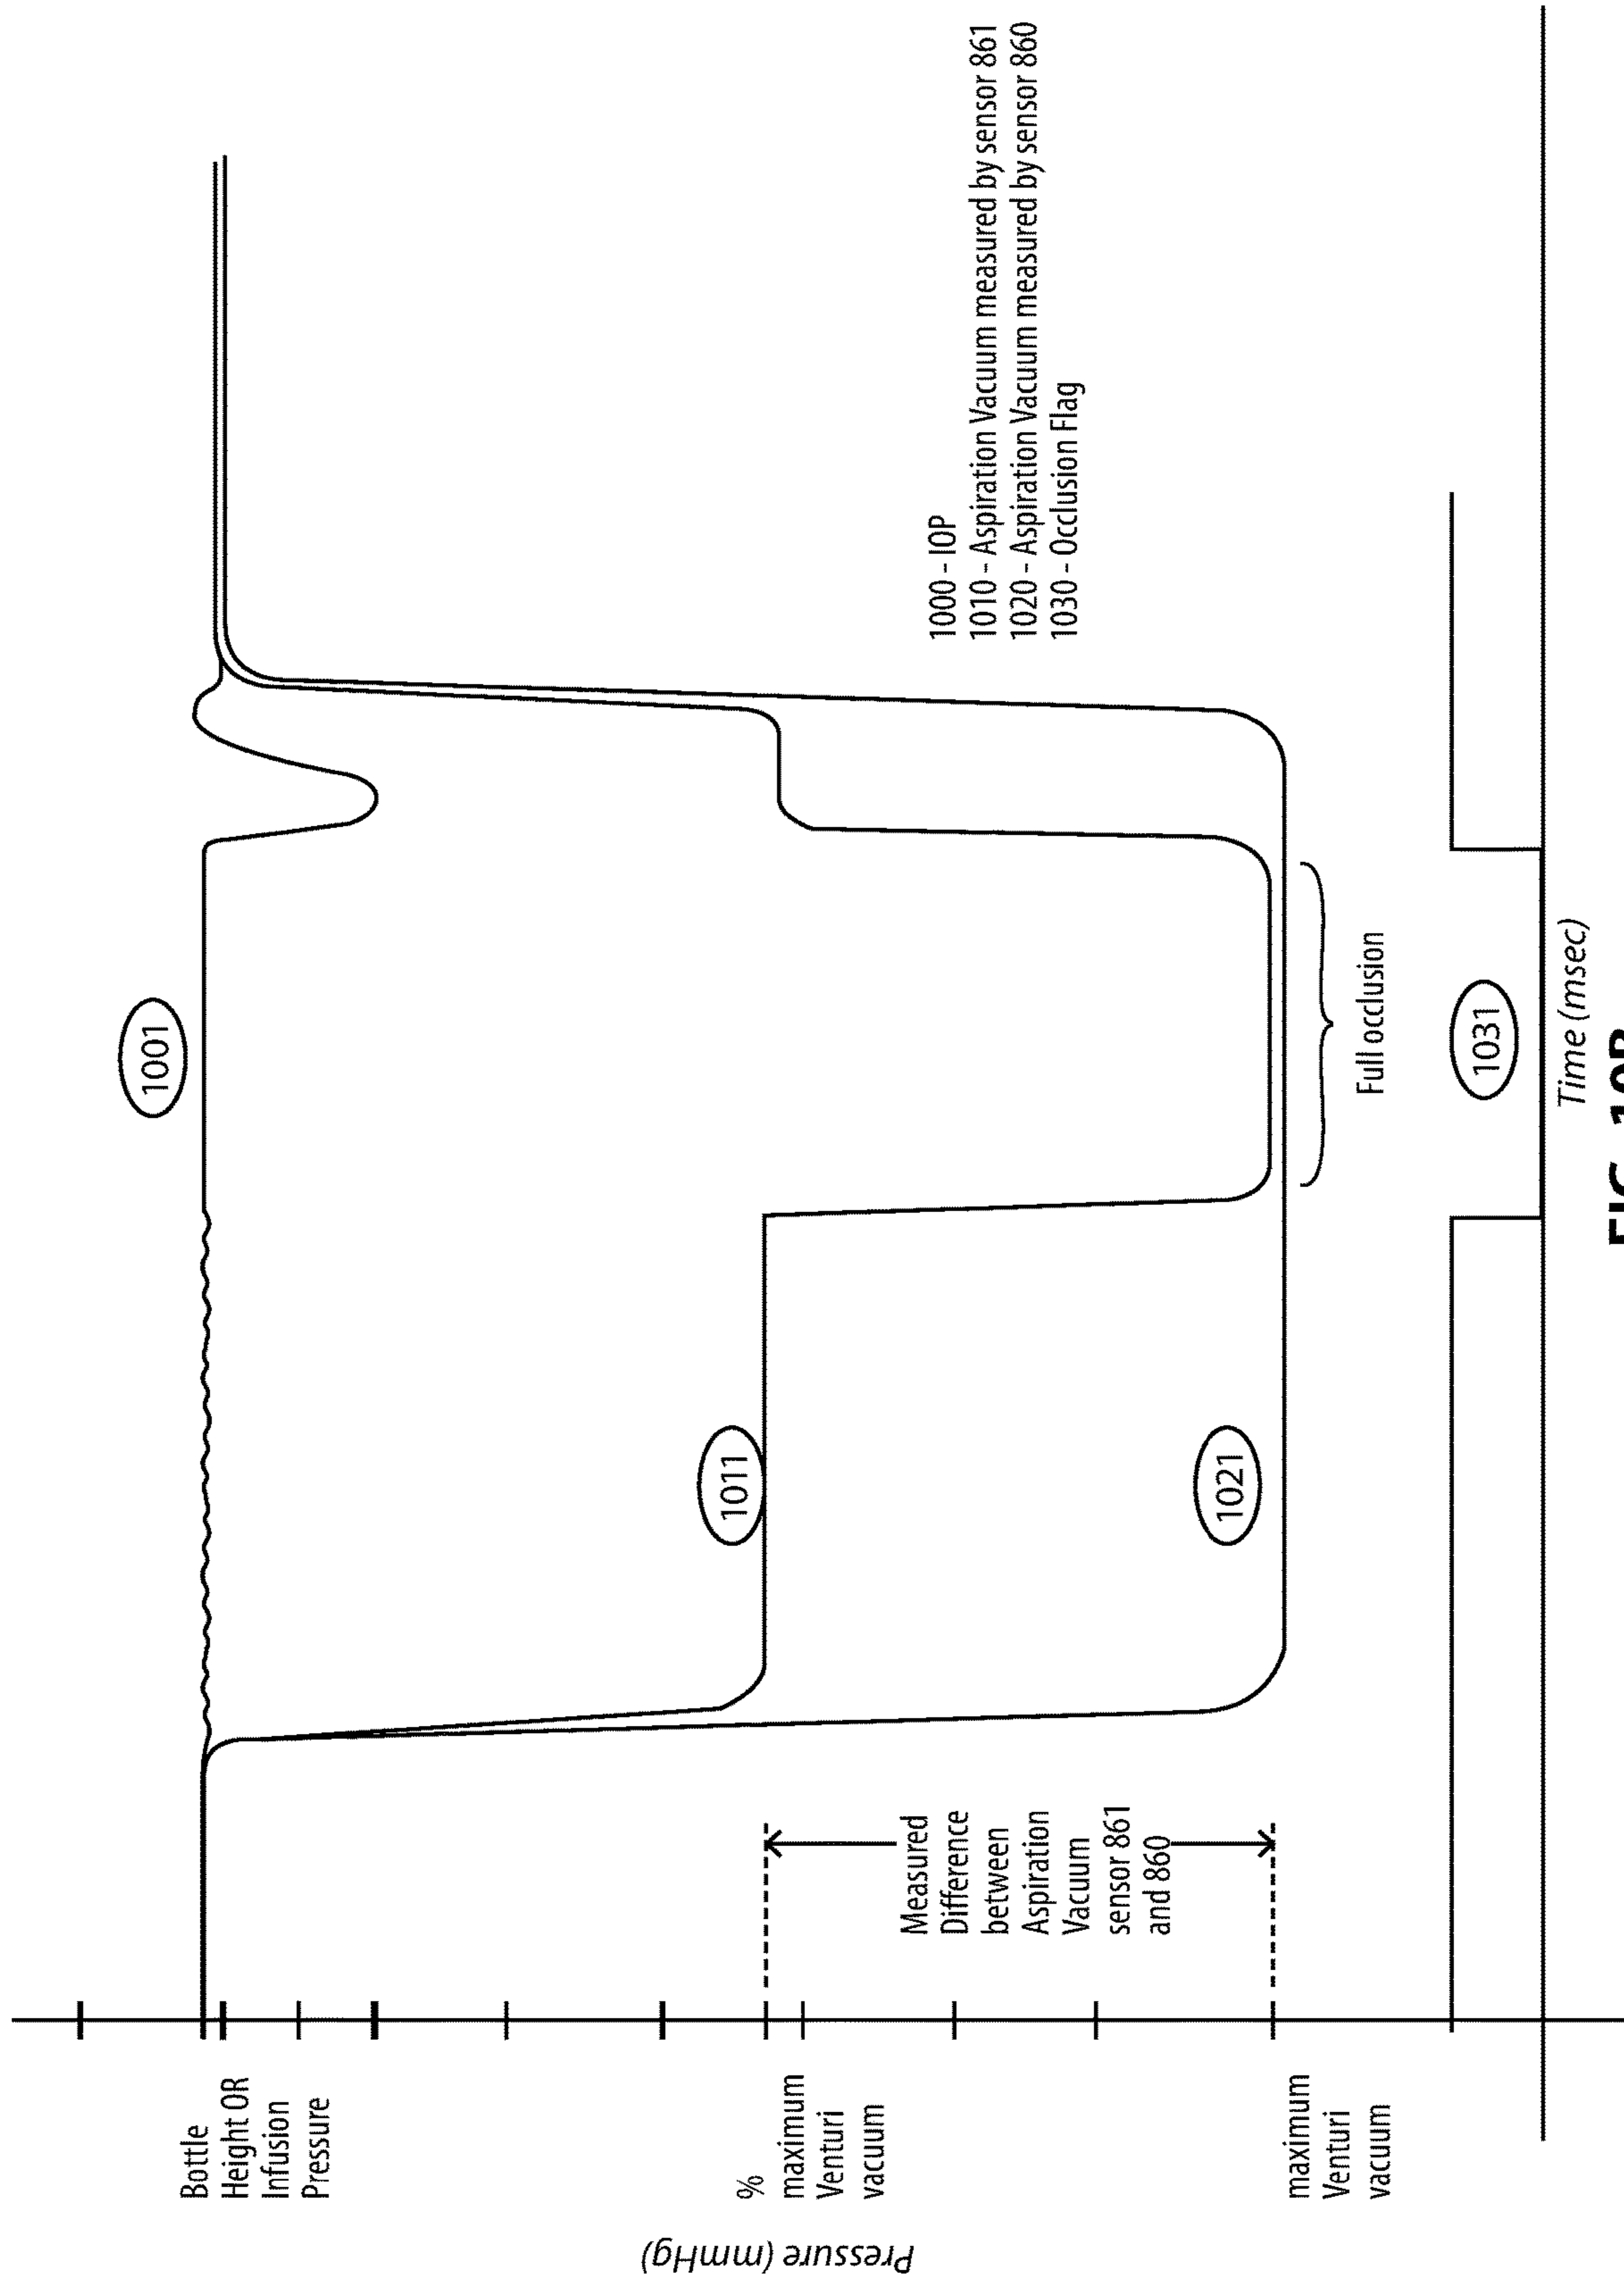 Pressure (mmHg)
Bottle
Height OR
Infusion
Pressure
%
maximum
Venturi
vacuum
maximum
Venturi
vacuum
Measured
Difference
between
Aspiration
Vacuum
sensor 861
and 860
1001
1011
1021
1031
Full occlusion
1000 - IOP
1010 - Aspiration Vacuum measured by sensor 861
1020 - Aspiration Vacuum measured by sensor 860
1030 - Occlusion Flag
Time (msec)
FIG. 10B